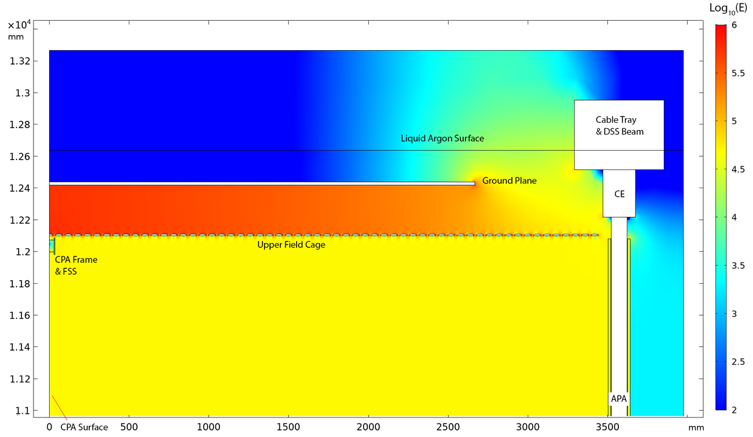 Log10(E)
×10⁴
mm
6
5.5
5
4.5
4
3.5
3
2.5
2
1.32
1.3
1.28
1.26
1.24
1.22
1.2
1.18
1.16
1.14
1.12
1.1
Cable Tray
& DSS Beam
Liquid Argon Surface
Ground Plane
CE
Upper Field Cage
CPA Frame
& FSS
APA
0
500
1000
1500
2000
2500
3000
3500
mm
CPA Surface